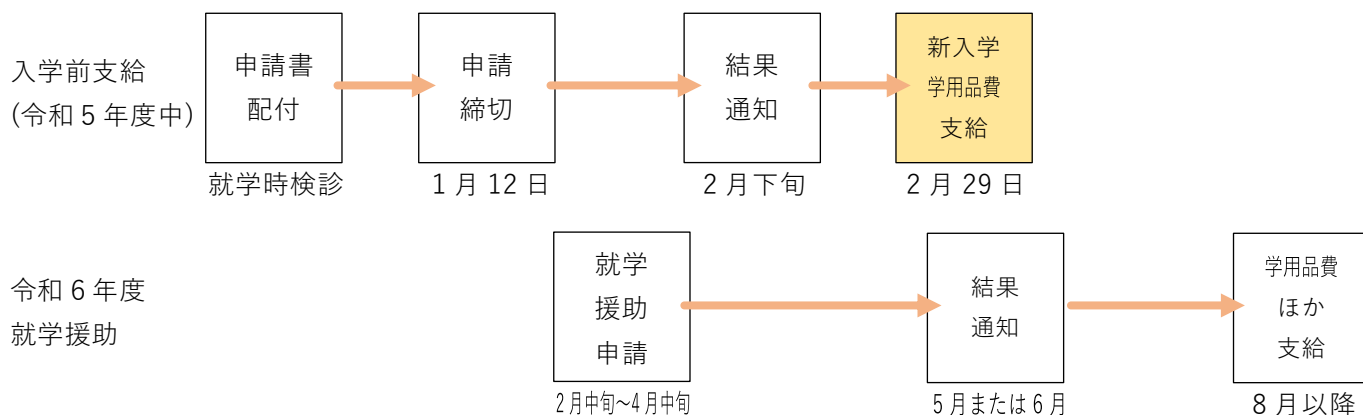 入学前支給
(令和5年度中)
申請書
配付
就学時検診
申請
締切
1月12日
結果
通知
2月下旬
新入学
学用品費
支給
2月29日
令和6年度
就学援助
就学
援助
申請
2月中旬~4月中旬
結果
通知
5月または6月
学用品費
ほか
支給
8月以降